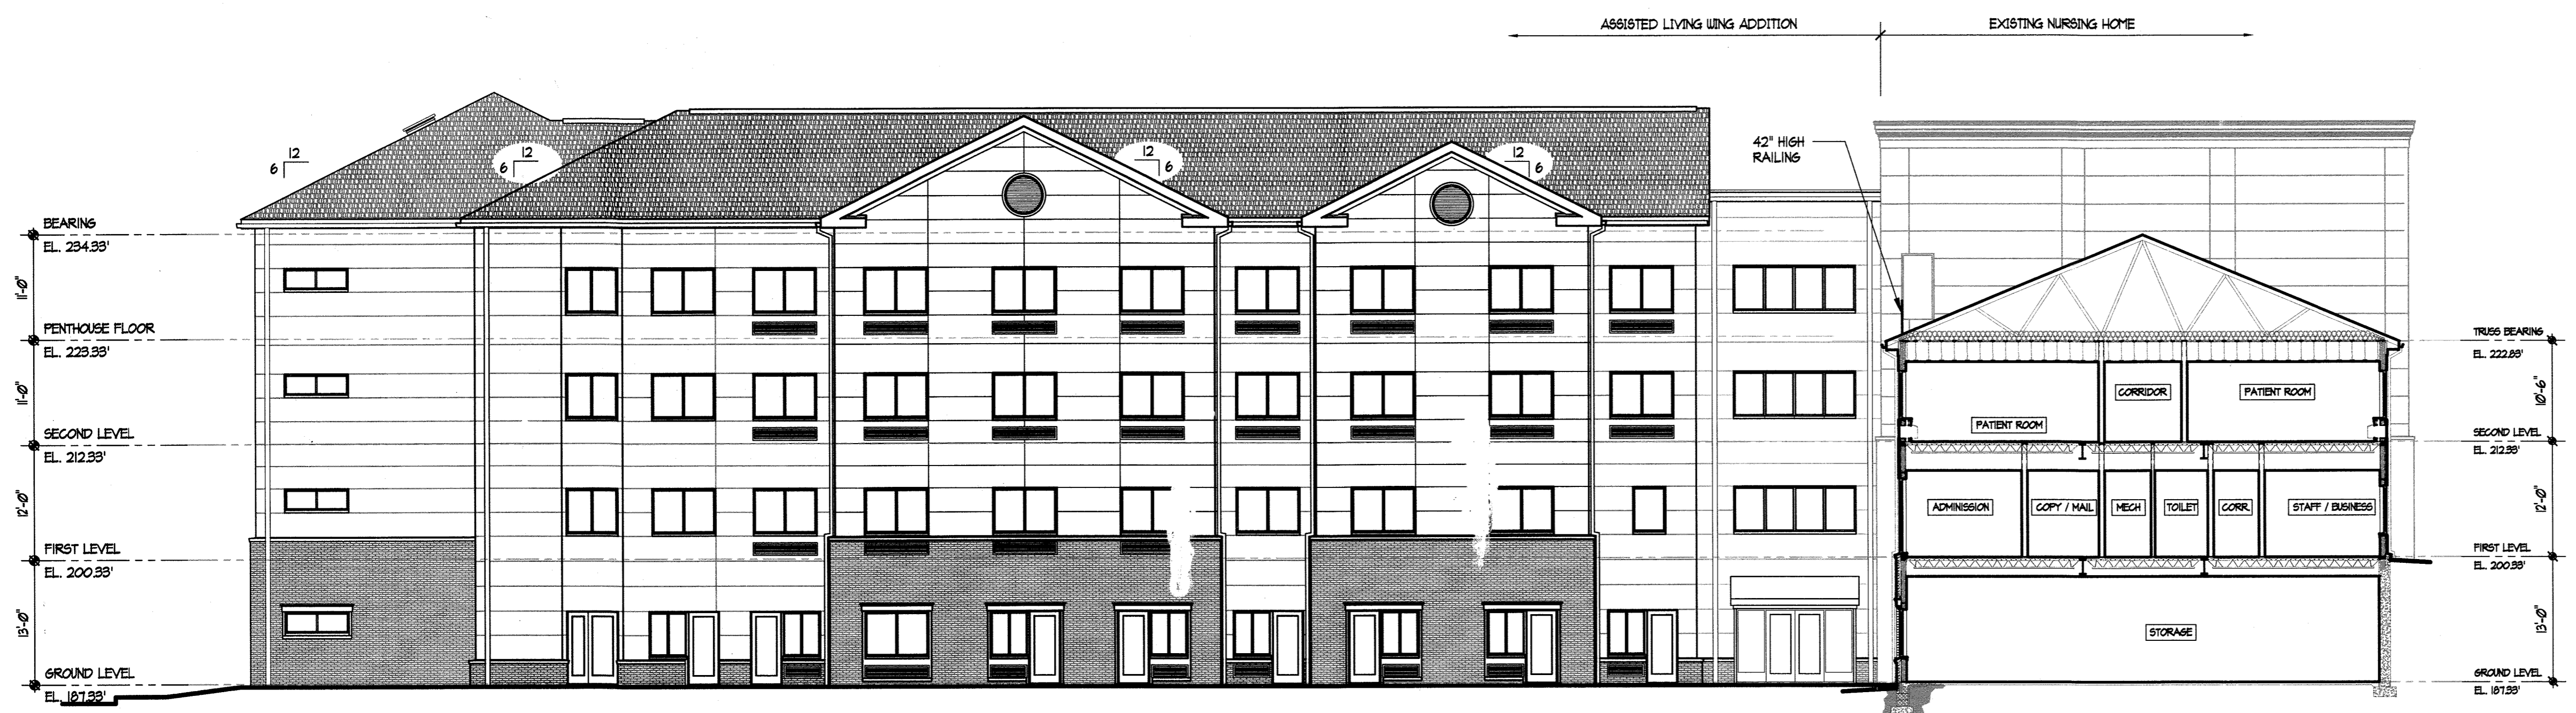 ASSISTED LIVING WING ADDITION
EXISTING NURSING HOME
42" HIGH
RAILING
12
6
12
6
12
6
12
6
BEARING
EL. 234.33'
11'-0"
PENTHOUSE FLOOR
EL. 223.33'
11'-0"
SECOND LEVEL
EL. 212.33'
12'-0"
FIRST LEVEL
EL. 200.33'
13'-0"
GROUND LEVEL
EL. 187.33'
CORRIDOR
PATIENT ROOM
PATIENT ROOM
ADMINISSION
COPY / MAIL
MECH
TOILET
CORR.
STAFF / BUSINESS
STORAGE
TRUSS BEARING
EL. 222.83'
10'-6"
SECOND LEVEL
EL. 212.33'
12'-0"
FIRST LEVEL
EL. 200.33'
13'-0"
GROUND LEVEL
EL. 187.33'